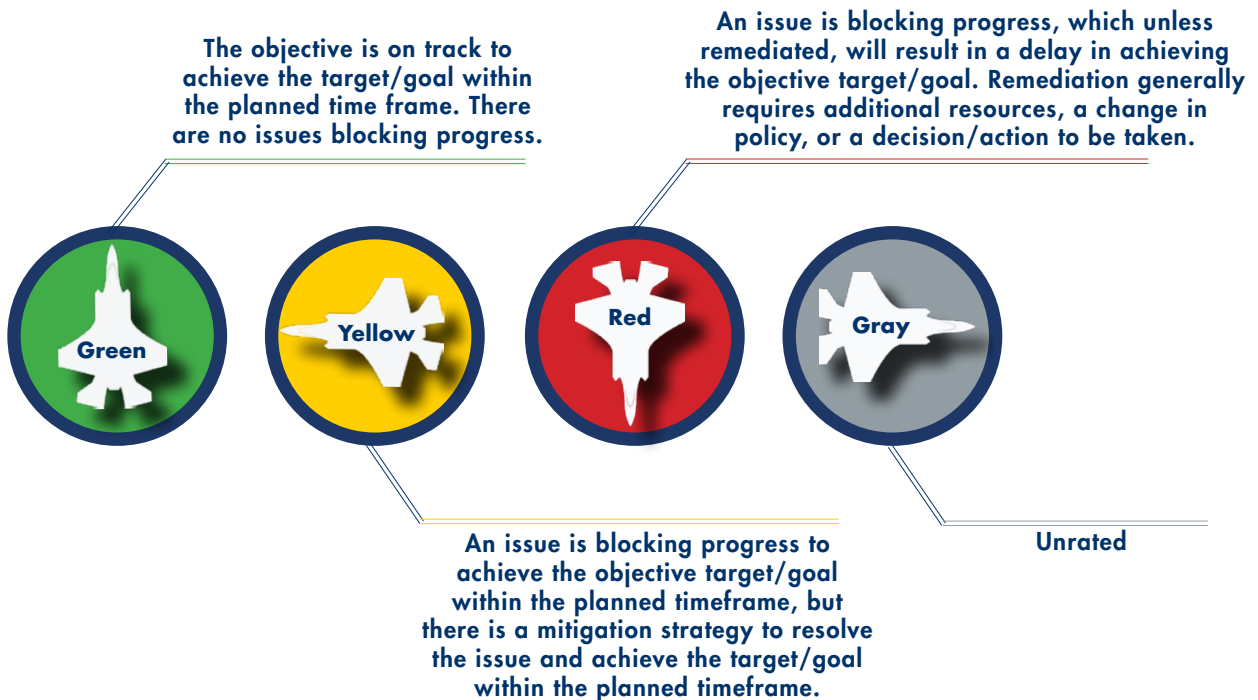 The objective is on track to
achieve the target/goal within
the planned time frame. There
are no issues blocking progress.
An issue is blocking progress, which unless
remediated, will result in a delay in achieving
the objective target/goal. Remediation generally
requires additional resources, a change in
policy, or a decision/action to be taken.
Green
Yellow
Red
Gray
An issue is blocking progress to
achieve the objective target/goal
within the planned timeframe, but
there is a mitigation strategy to resolve
the issue and achieve the target/goal
within the planned timeframe.
Unrated